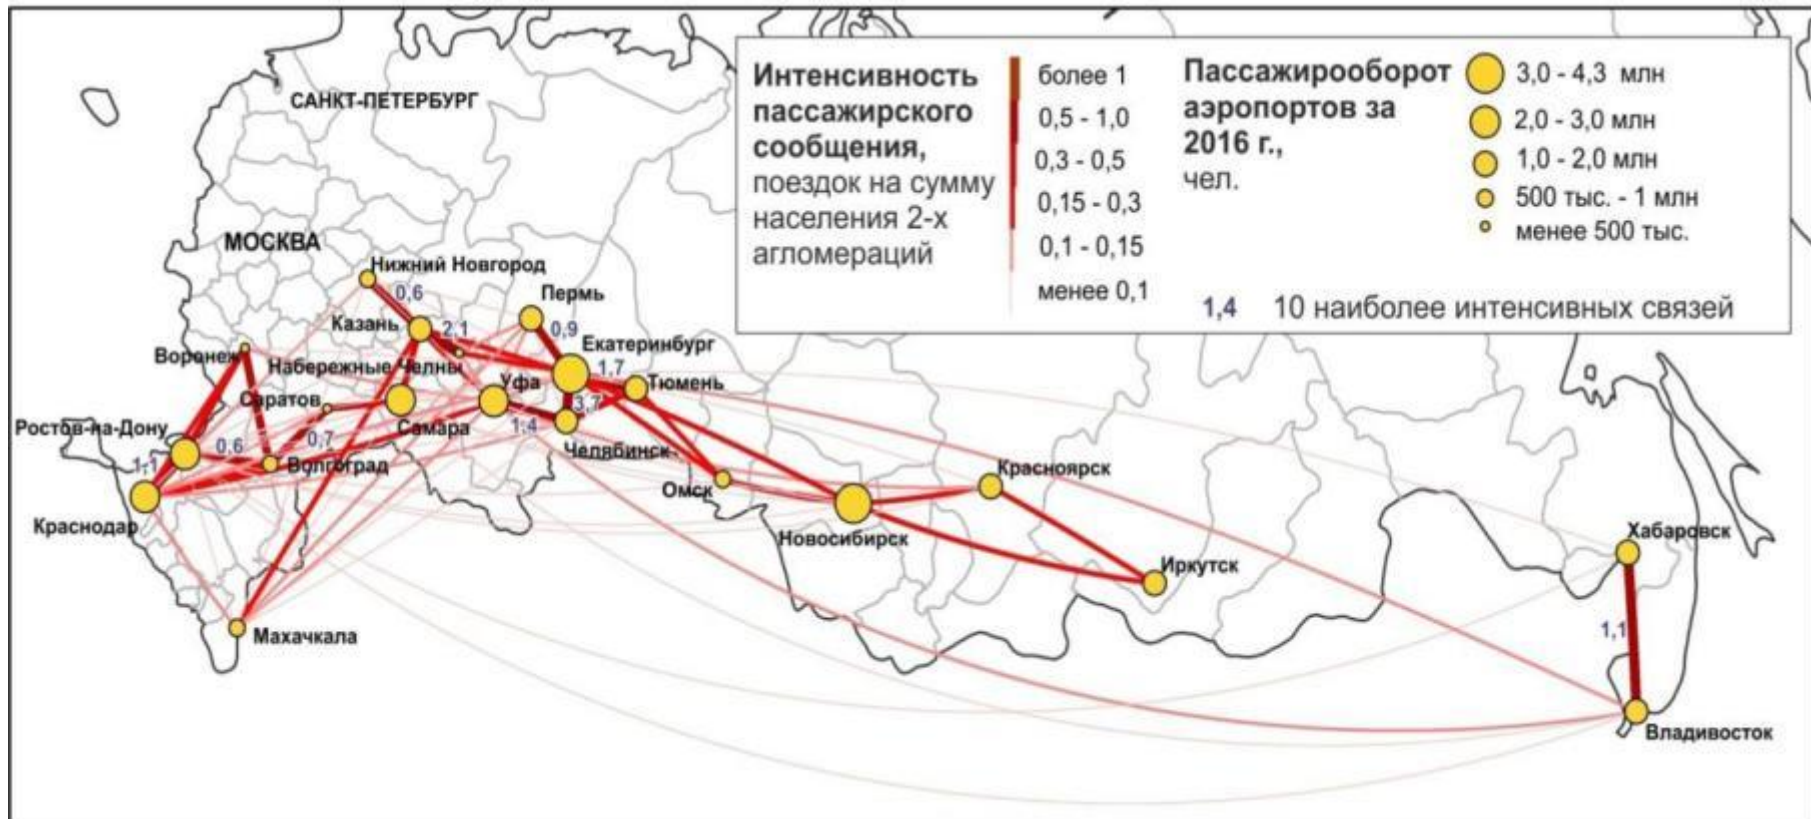 Интенсивность
пассажирского
сообщения,
поездок на сумму
населения 2-х
агломераций
более 1
0,5 - 1,0
0,3 - 0,5
0,15 - 0,3
0,1 - 0,15
менее 0,1
Пассажирооборот
аэропортов за
2016 г.,
чел.
3,0 - 4,3 млн
2,0 - 3,0 млн
1,0 - 2,0 млн
500 тыс. - 1 млн
менее 500 тыс.
1,4 10 наиболее интенсивных связей
САНКТ-ПЕТЕРБУРГ
МОСКВА
Нижний Новгород
0,6
Пермь
Казань
2,1
0,9
Екатеринбург
Воронеж
Набережные Челны
1,7
Уфа
Тюмень
Саратов
3,7
Ростов-на-Дону
0,6
0,7
Самара
1,4
Челябинск
1,1
Волгоград
Красноярск
Омск
Краснодар
Новосибирск
Хабаровск
Иркутск
Махачкала
1,1
Владивосток